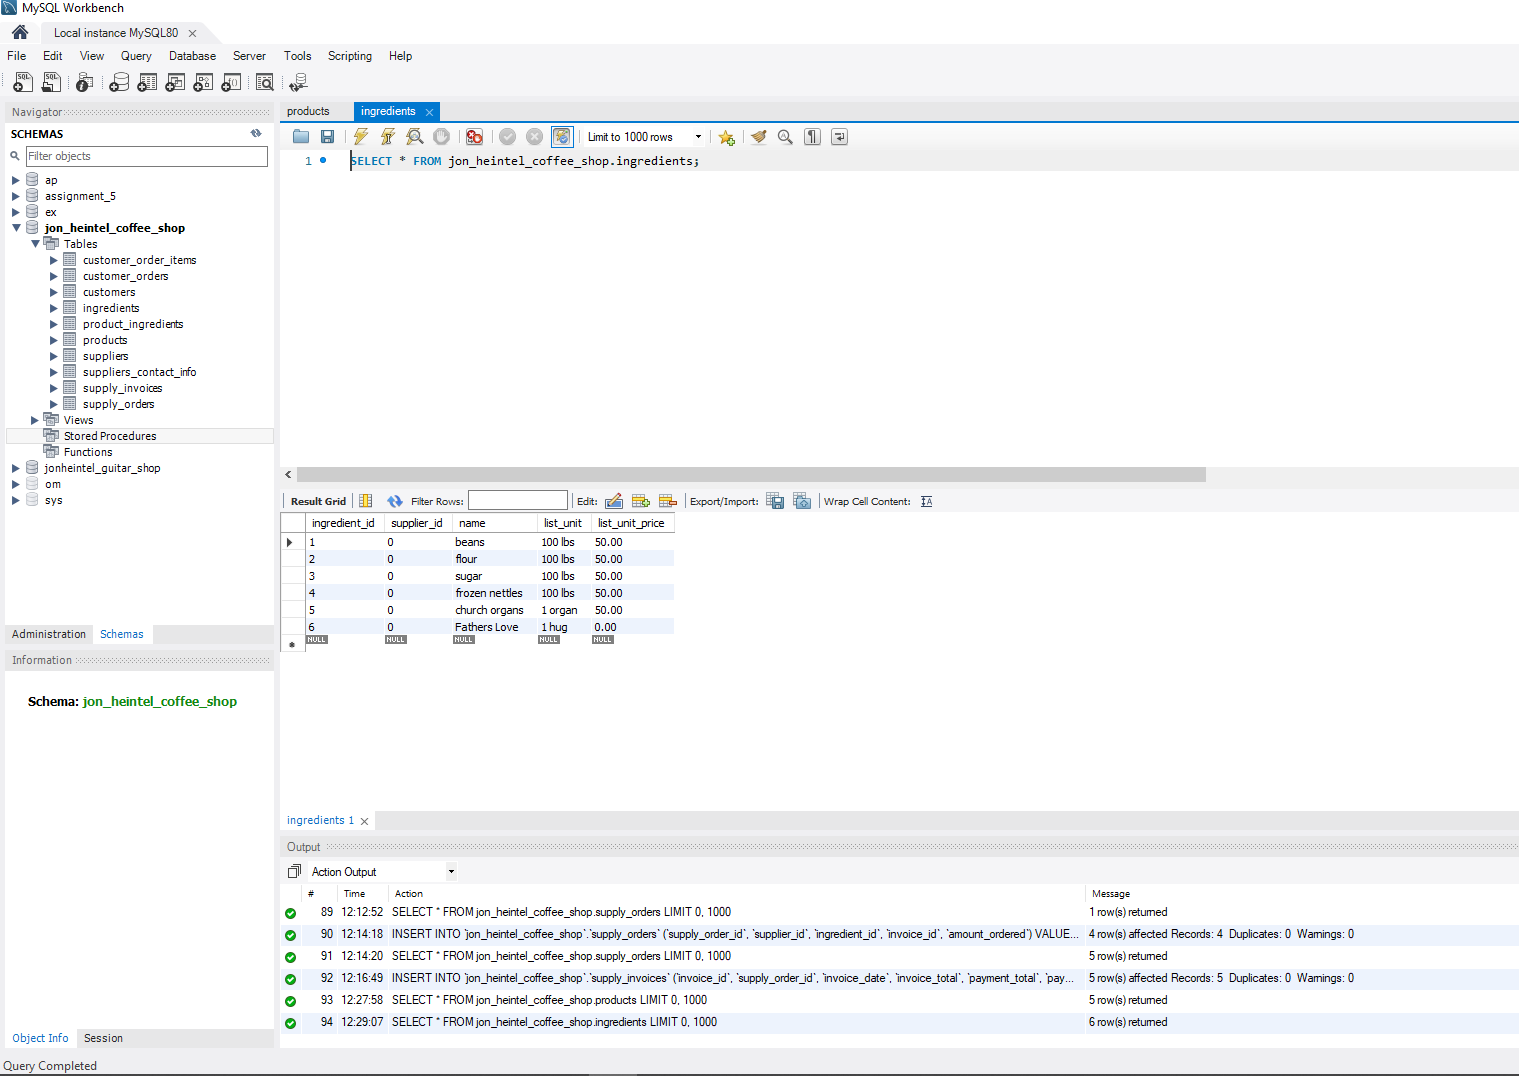 MySQL Workbench
Local instance MySQL80
File Edit View Query Database Server Tools Scripting Help
Navigator
SCHEMAS
Filter objects
ap
assignment_5
ex
jon_heintel_coffee_shop
Tables
customer_order_items
customer_orders
customers
ingredients
product_ingredients
products
suppliers
suppliers_contact_info
supply_invoices
supply_orders
Views
Stored Procedures
Functions
jonheintel_guitar_shop
om
sys
Administration Schemas
Information
Schema: jon_heintel_coffee_shop
Object Info Session
products ingredients
Limit to 1000 rows
1 SELECT * FROM jon_heintel_coffee_shop.ingredients;
Result Grid Filter Rows: Edit: Export/Import: Wrap Cell Content:
ingredient_id supplier_id name list_unit list_unit_price
1 0 beans 100 lbs 50.00
2 0 flour 100 lbs 50.00
3 0 sugar 100 lbs 50.00
4 0 frozen nettles 100 lbs 50.00
5 0 church organs 1 organ 50.00
6 0 Fathers Love 1 hug 0.00
NULL NULL NULL NULL NULL
ingredients 1
Output
Action Output
# Time Action Message
89 12:12:52 SELECT * FROM jon_heintel_coffee_shop.supply_orders LIMIT 0, 1000 1 row(s) returned
90 12:14:18 INSERT INTO `jon_heintel_coffee_shop`.`supply_orders` (`supply_order_id`, `supplier_id`, `ingredient_id`, `invoice_id`, `amount_ordered`) VALUE... 4 row(s) affected Records: 4 Duplicates: 0 Warnings: 0
91 12:14:20 SELECT * FROM jon_heintel_coffee_shop.supply_orders LIMIT 0, 1000 5 row(s) returned
92 12:16:49 INSERT INTO `jon_heintel_coffee_shop`.`supply_invoices` (`invoice_id`, `supply_order_id`, `invoice_date`, `invoice_total`, `payment_total`, `pay... 5 row(s) affected Records: 5 Duplicates: 0 Warnings: 0
93 12:27:58 SELECT * FROM jon_heintel_coffee_shop.products LIMIT 0, 1000 5 row(s) returned
94 12:29:07 SELECT * FROM jon_heintel_coffee_shop.ingredients LIMIT 0, 1000 6 row(s) returned
Query Completed